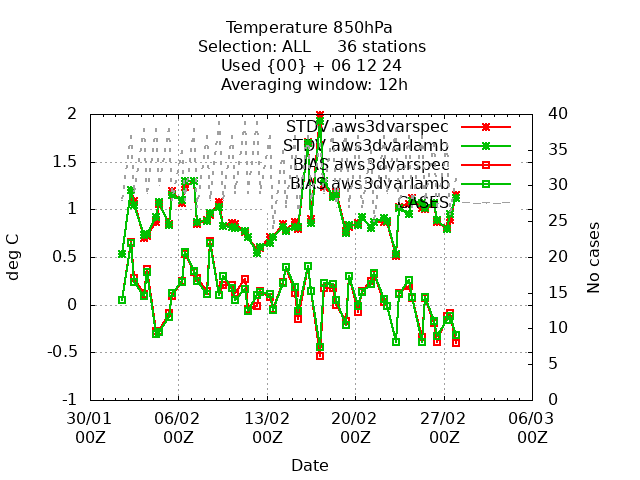 Temperature 850hPa
Selection: ALL     36 stations
Used {00} + 06 12 24
Averaging window: 12h
2
1.5
1
0.5
0
-0.5
-1
deg C
40
35
30
25
20
15
10
5
0
No cases
STDV aws3dvarspec
STDV aws3dvarlamb
BIAS aws3dvarspec
BIAS aws3dvarlamb
CASES
30/01 06/02 13/02 20/02 27/02 06/03
00Z 00Z 00Z 00Z 00Z 00Z
Date